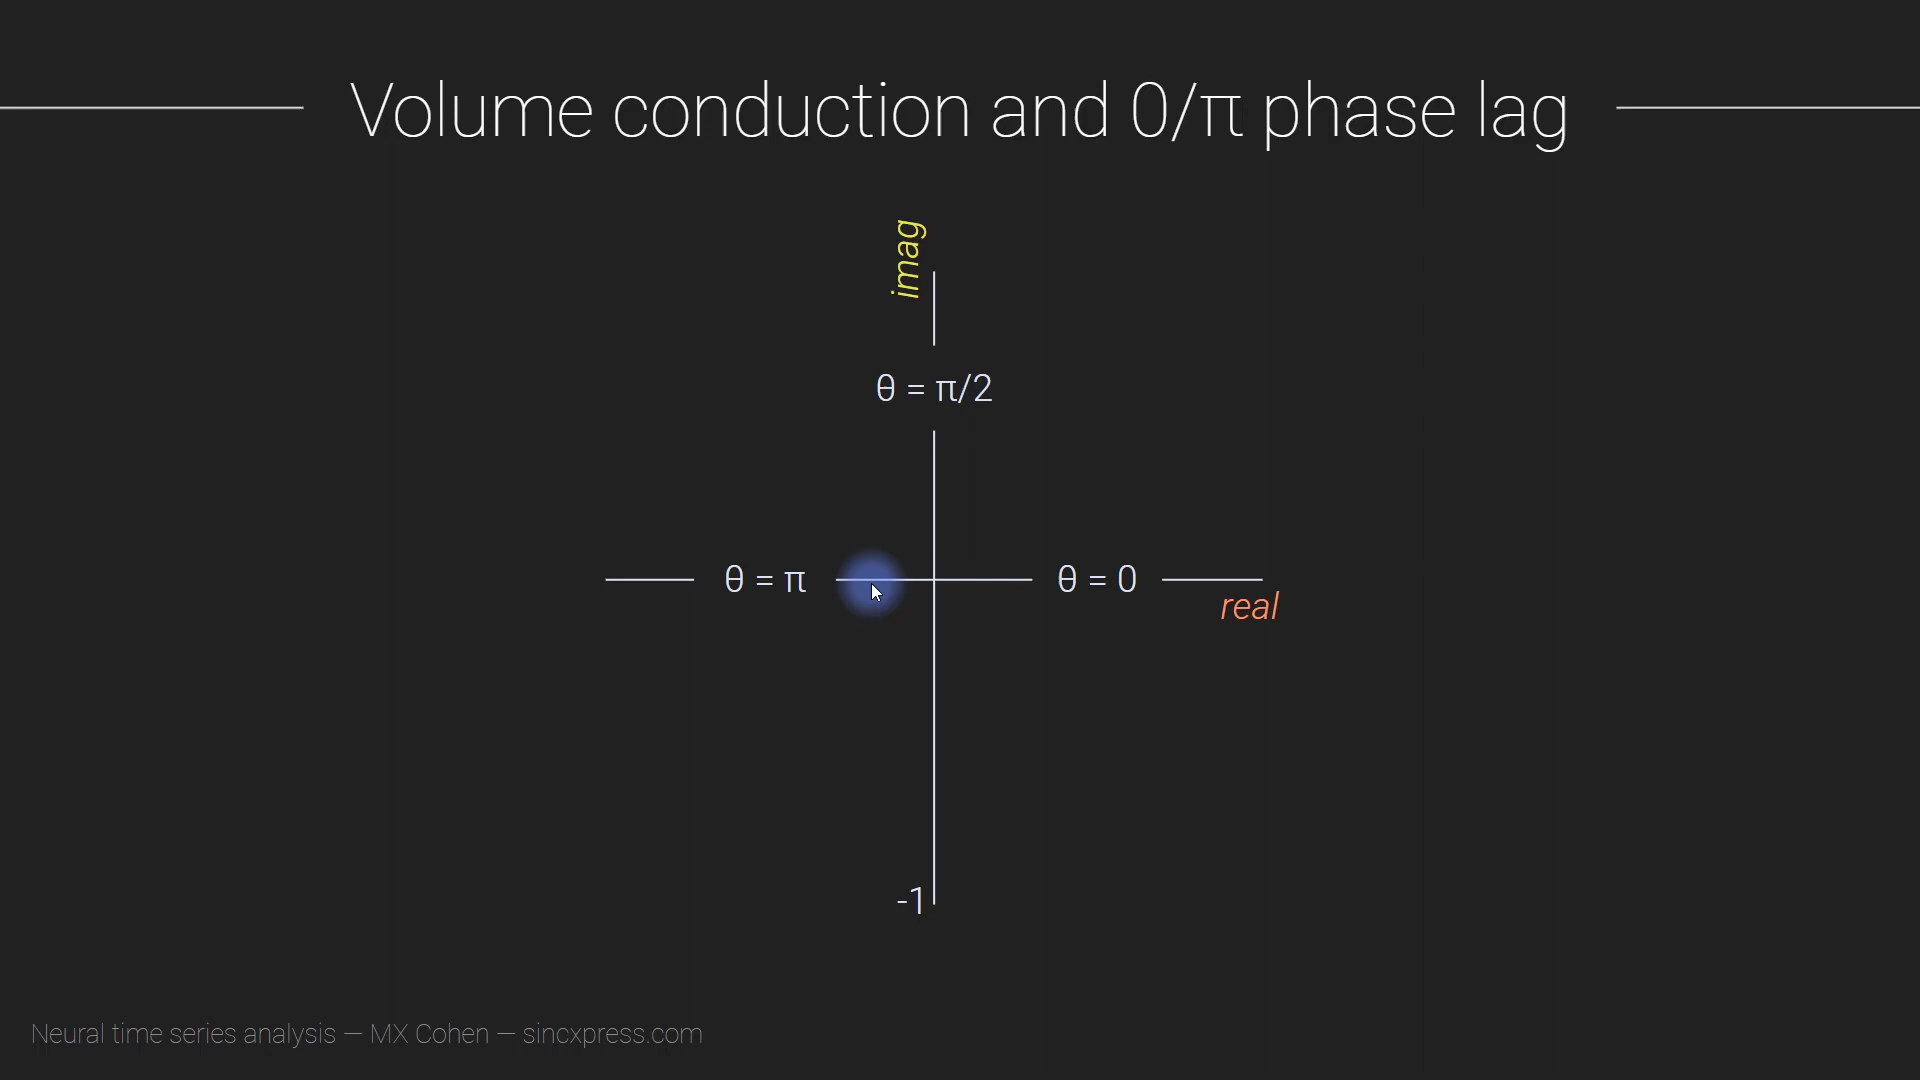 Volume conduction and 0/π phase lag
imag
θ = π/2
θ = π
θ = 0
real
-1
Neural time series analysis — MX Cohen — sincxpress.com